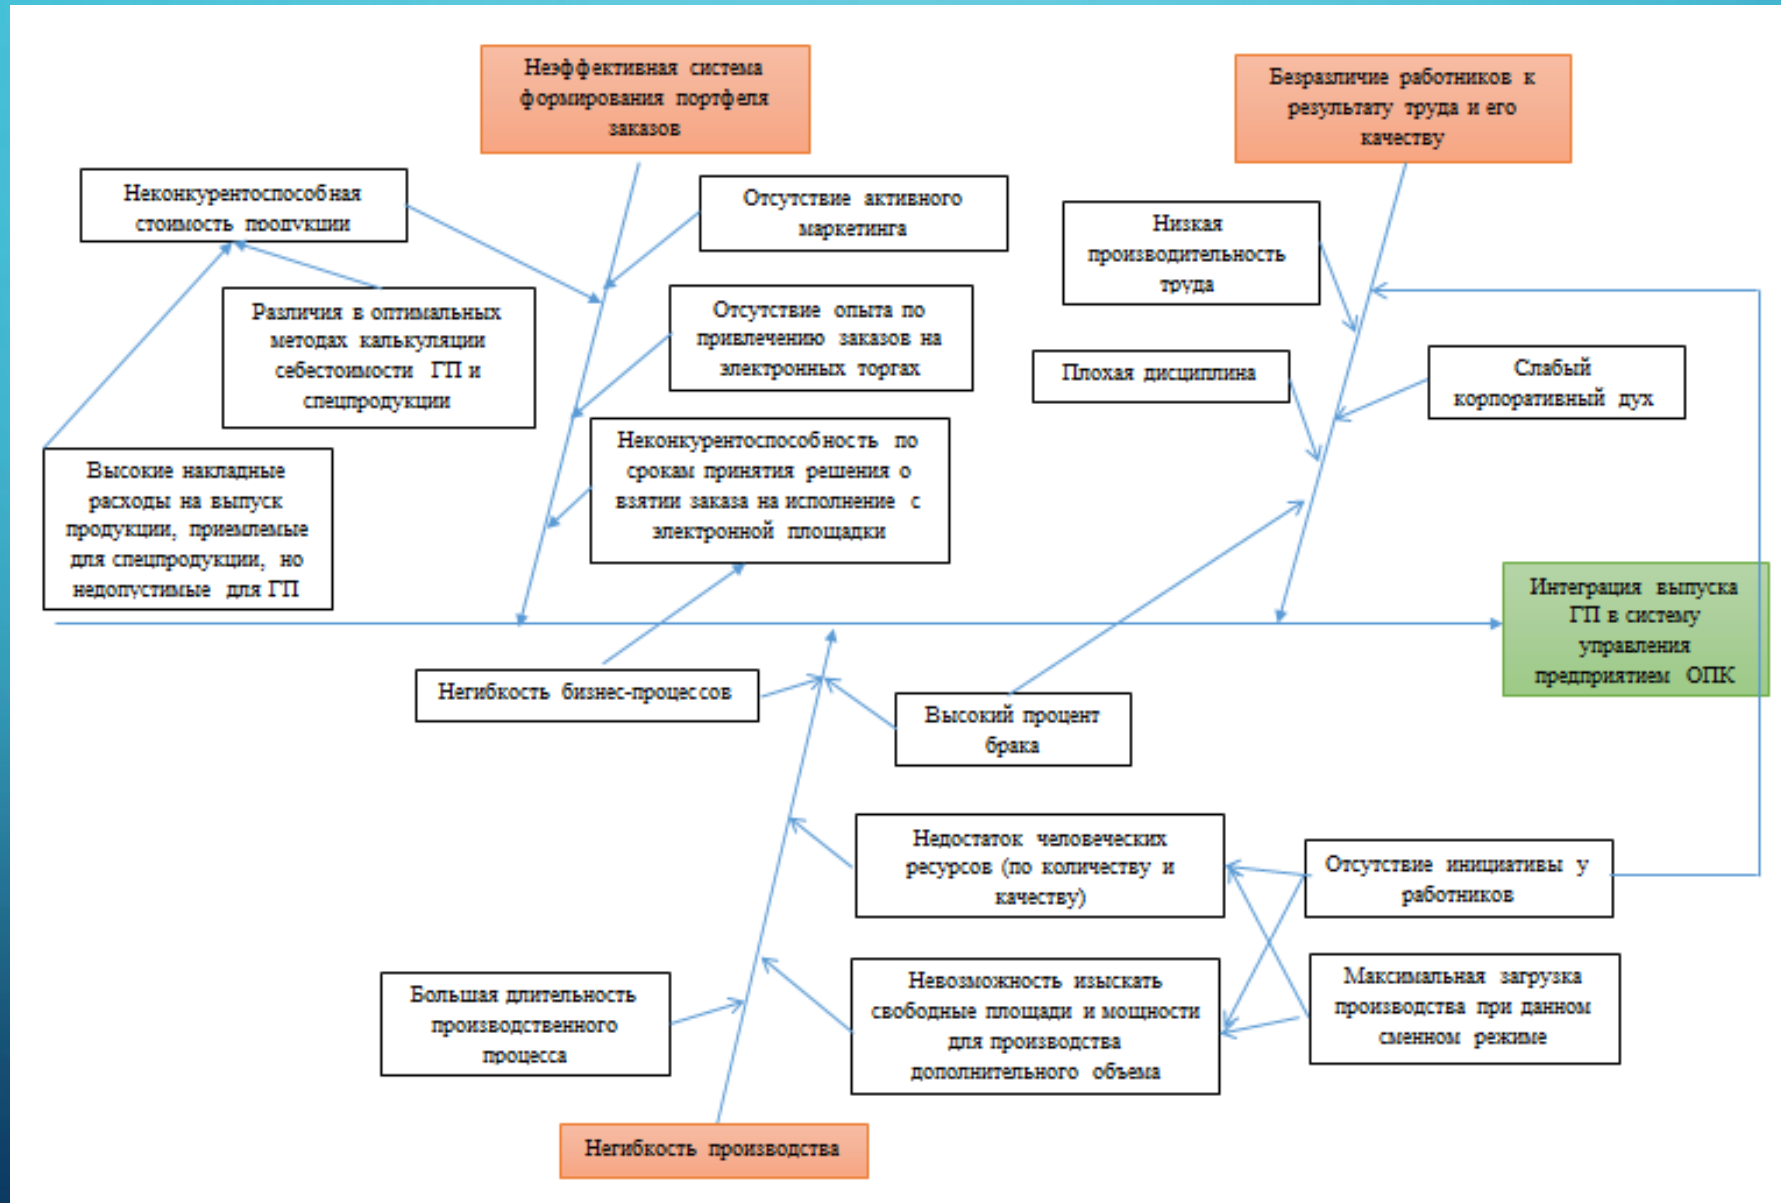 Неэффективная система
формирования портфеля
заказов
Безразличие работников к
результату труда и его
качеству
Неконкурентоспособная
стоимость продукции
Отсутствие активного
маркетинга
Низкая
производительность
труда
Различия в оптимальных
методах калькуляции
себестоимости ГП и
спецпродукции
Отсутствие опыта по
привлечению заказов на
электронных торгах
Плохая дисциплина
Слабый
корпоративный дух
Высокие накладные
расходы на выпуск
продукции, приемлемые
для спецпродукции, но
недопустимые для ГП
Неконкурентоспособность по
срокам принятия решения о
взятии заказа на исполнение с
электронной площадки
Интеграция выпуска
ГП в систему
управления
предприятием ОПК
Негибкость бизнес-процессов
Высокий процент
брака
Недостаток человеческих
ресурсов (по количеству и
качеству)
Отсутствие инициативы у
работников
Большая длительность
производственного
процесса
Невозможность изыскать
свободные площади и мощности
для производства
дополнительного объема
Максимальная загрузка
производства при данном
сменном режиме
Негибкость производства